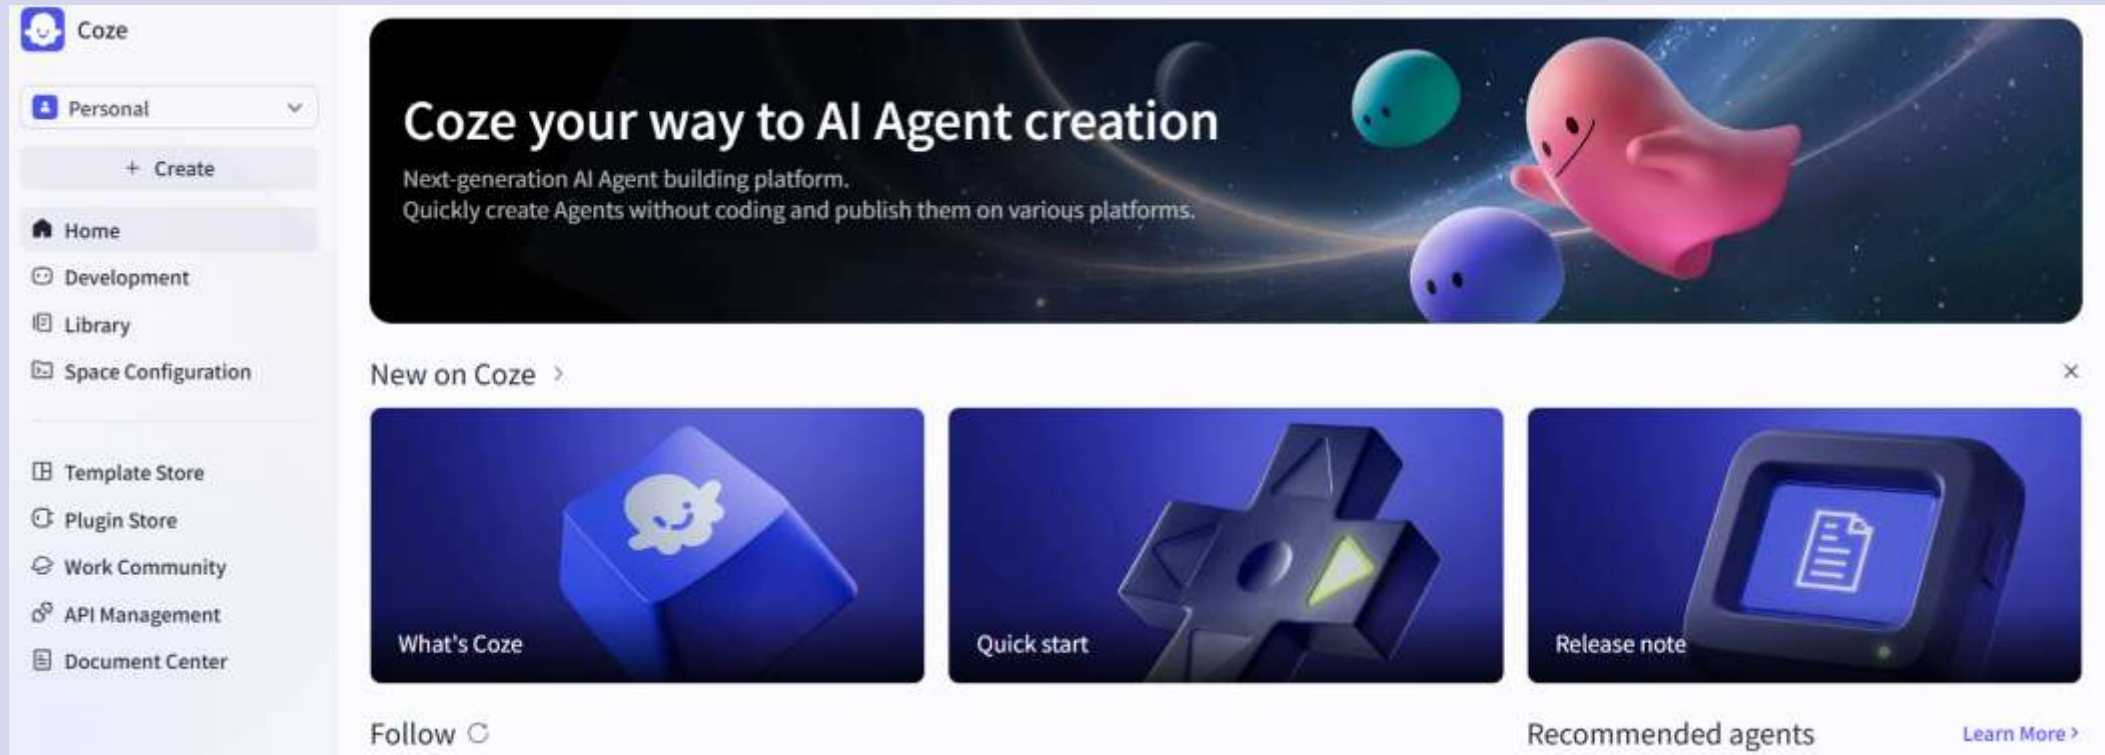 Coze
Personal
+ Create
Home
Development
Library
Space Configuration
Template Store
Plugin Store
Work Community
API Management
Document Center
Coze your way to AI Agent creation
Next-generation AI Agent building platform.
Quickly create Agents without coding and publish them on various platforms.
New on Coze >
What's Coze
Quick start
Release note
Follow
Recommended agents
Learn More >